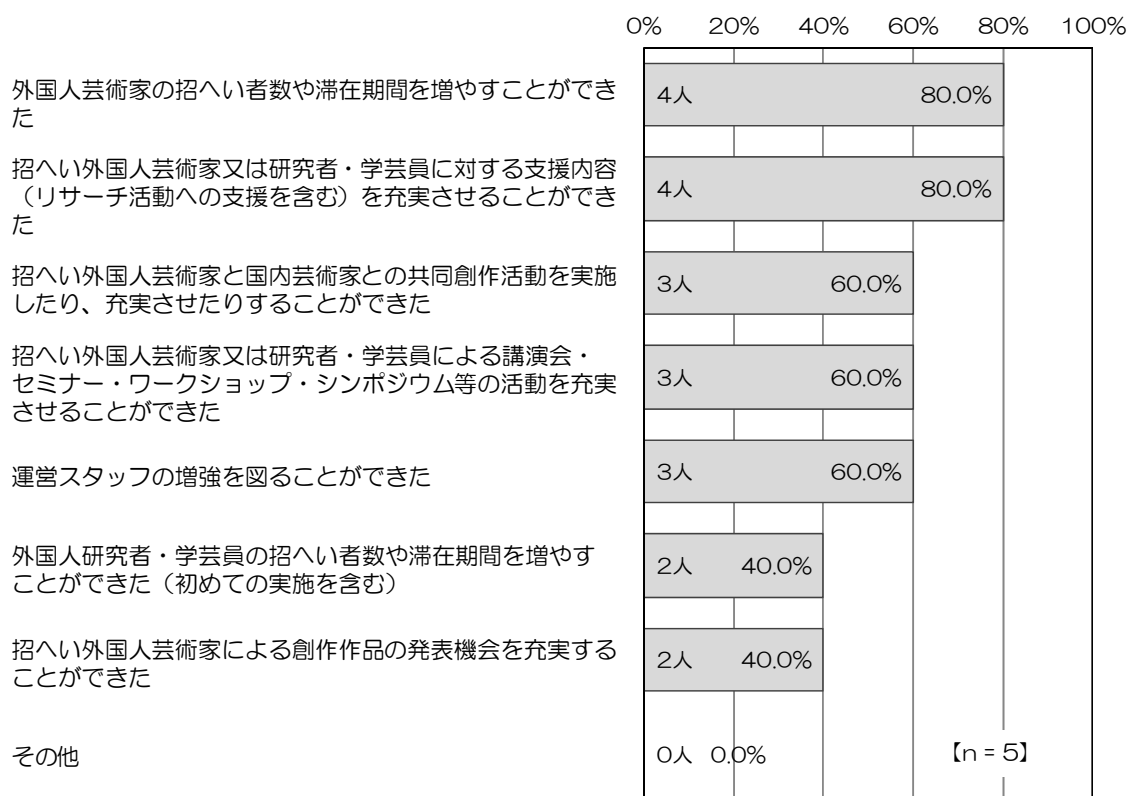 0% 20% 40% 60% 80% 100%
外国人芸術家の招へい者数や滞在期間を増やすことができ
た
4人 80.0%
招へい外国人芸術家又は研究者・学芸員に対する支援内容
（リサーチ活動への支援を含む）を充実させることができ
た
4人 80.0%
招へい外国人芸術家と国内芸術家との共同創作活動を実施
したり、充実させたりすることができた
3人 60.0%
招へい外国人芸術家又は研究者・学芸員による講演会・
セミナー・ワークショップ・シンポジウム等の活動を充実
させることができた
3人 60.0%
運営スタッフの増強を図ることができた
3人 60.0%
外国人研究者・学芸員の招へい者数や滞在期間を増やす
ことができた（初めての実施を含む）
2人 40.0%
招へい外国人芸術家による創作作品の発表機会を充実する
ことができた
2人 40.0%
その他
0人 0.0%
【n = 5】